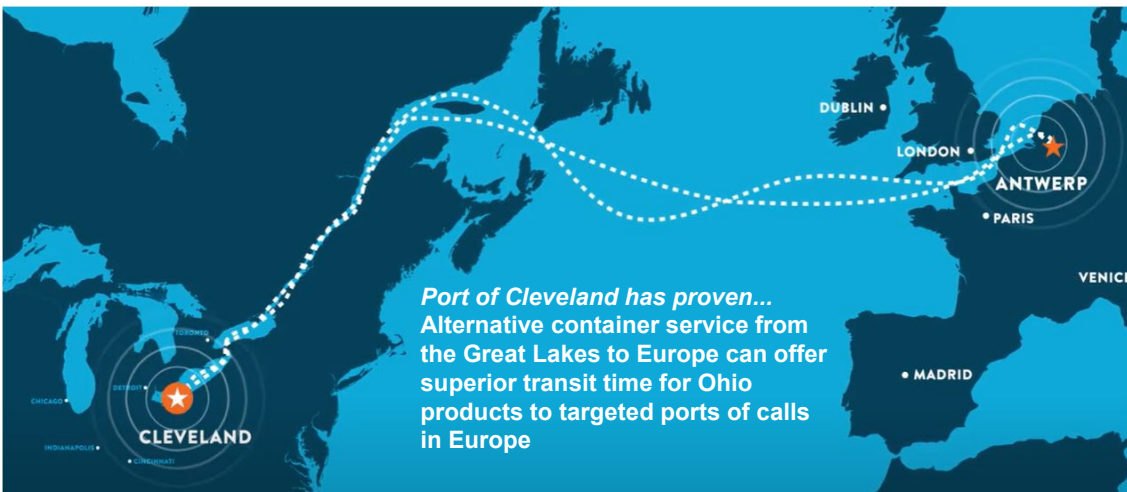 DUBLIN
LONDON
ANTWERP
PARIS
VENIC
Port of Cleveland has proven...
Alternative container service from
the Great Lakes to Europe can offer
superior transit time for Ohio
products to targeted ports of calls
in Europe
TORONTO
DETROIT
CHICAGO
MADRID
CLEVELAND
INDIANAPOLIS
CINCINNATI